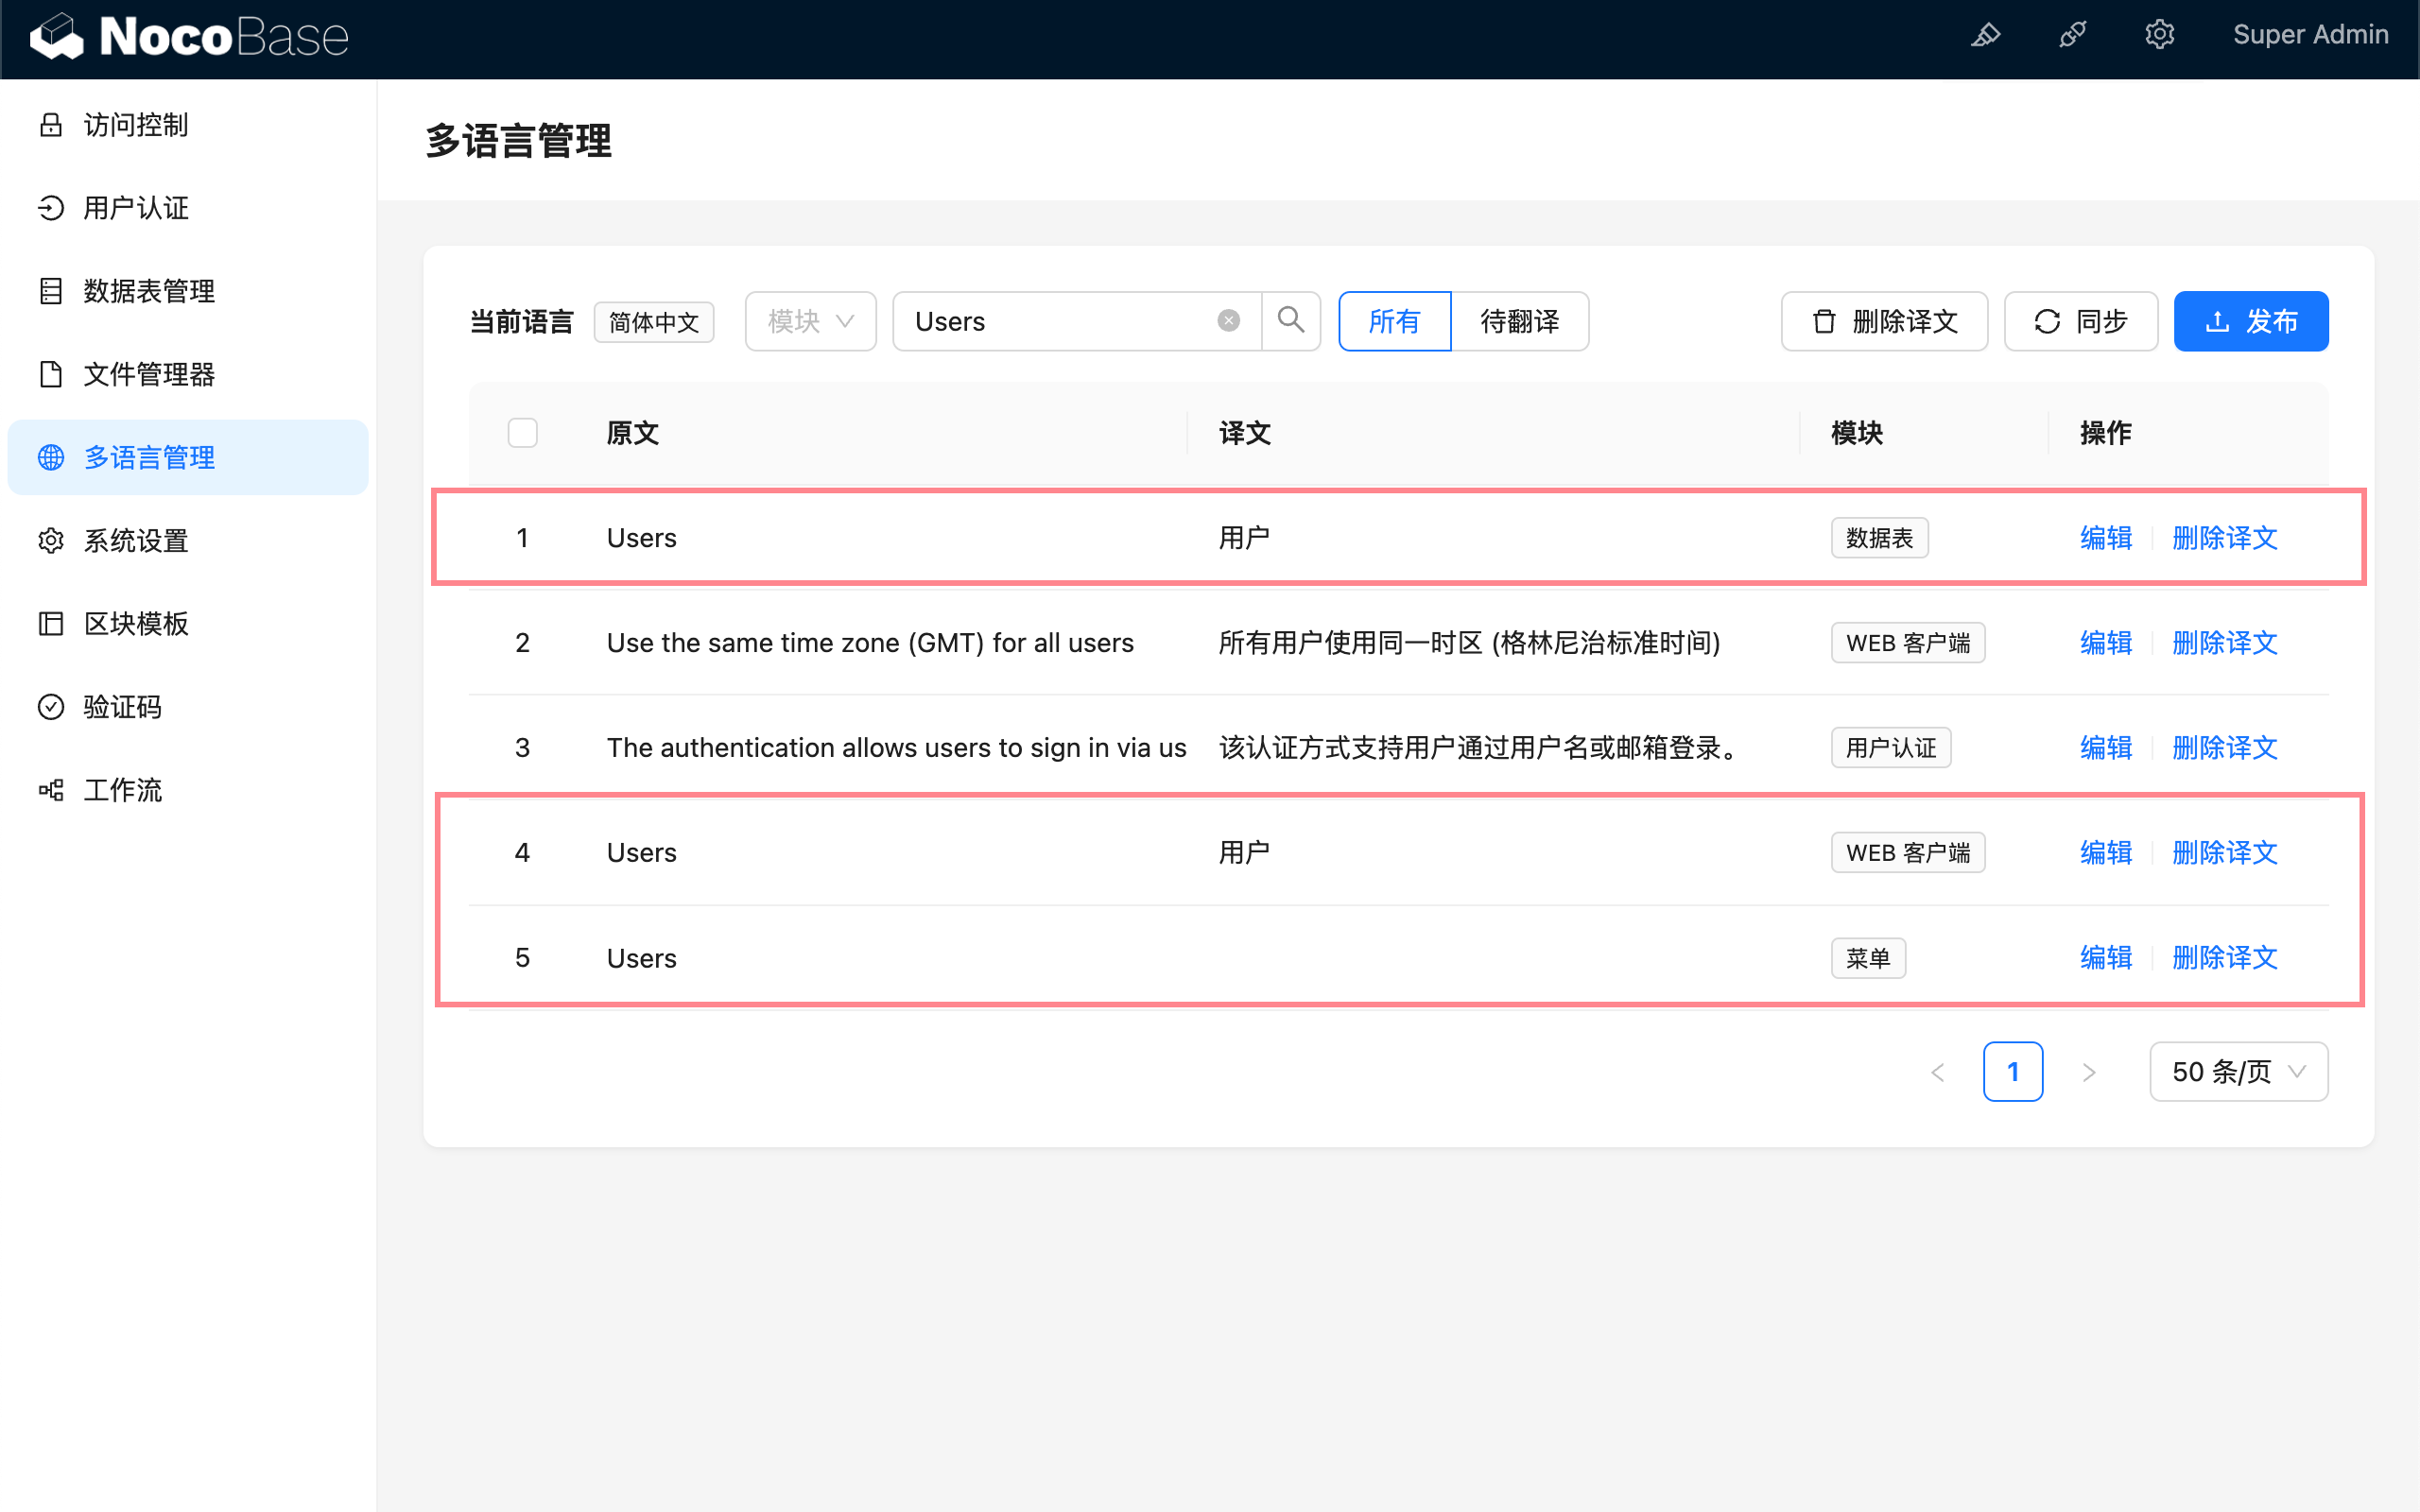 NocoBase
Super Admin
访问控制
用户认证
数据表管理
文件管理器
多语言管理
系统设置
区块模板
验证码
工作流
多语言管理
当前语言 简体中文 模块 Users 所有 待翻译 删除译文 同步 发布
原文 译文 模块 操作
1 Users 用户 数据表 编辑 删除译文
2 Use the same time zone (GMT) for all users 所有用户使用同一时区 (格林尼治标准时间) WEB 客户端 编辑 删除译文
3 The authentication allows users to sign in via us 该认证方式支持用户通过用户名或邮箱登录。 用户认证 编辑 删除译文
4 Users 用户 WEB 客户端 编辑 删除译文
5 Users 菜单 编辑 删除译文
< 1 > 50 条/页